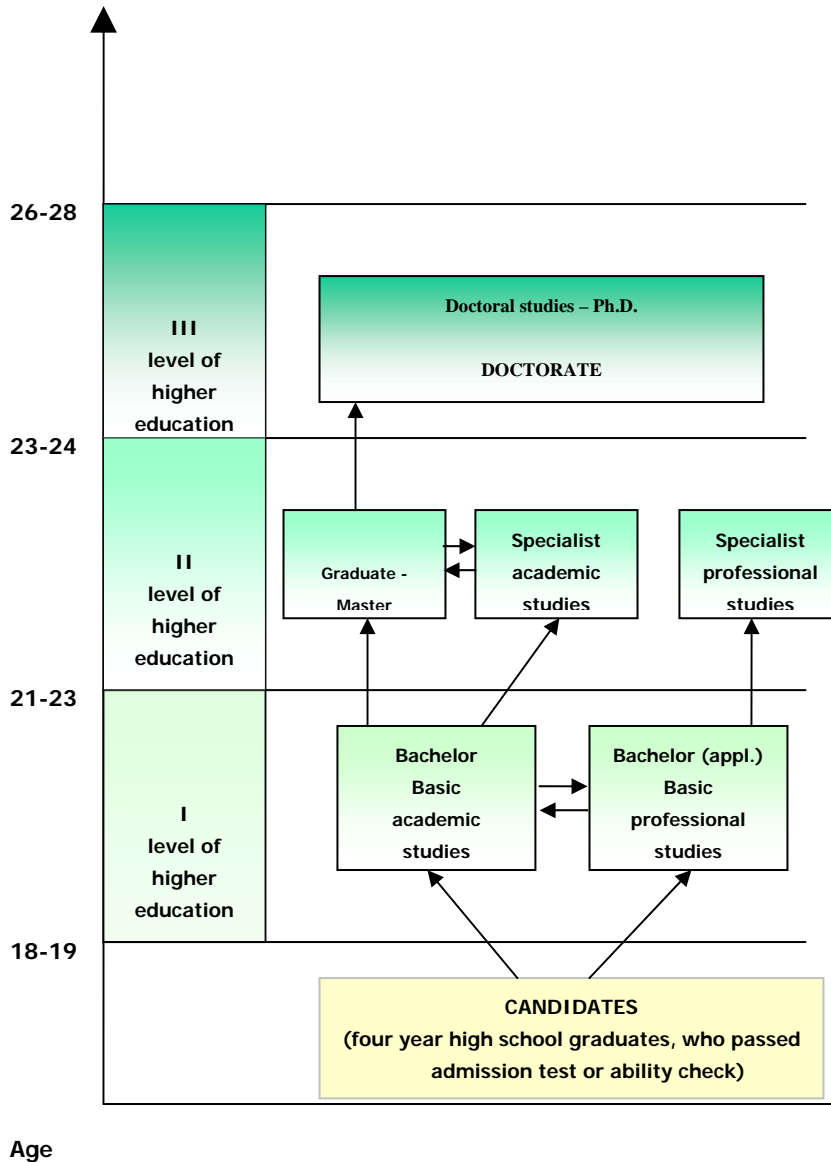 26-28
III
level of
higher
education
Doctoral studies – Ph.D.
DOCTORATE
23-24
II
level of
higher
education
Graduate -
Master
Specialist
academic
studies
Specialist
professional
studies
21-23
I
level of
higher
education
Bachelor
Basic
academic
studies
Bachelor (appl.)
Basic
professional
studies
18-19
CANDIDATES
(four year high school graduates, who passed
admission test or ability check)
Age